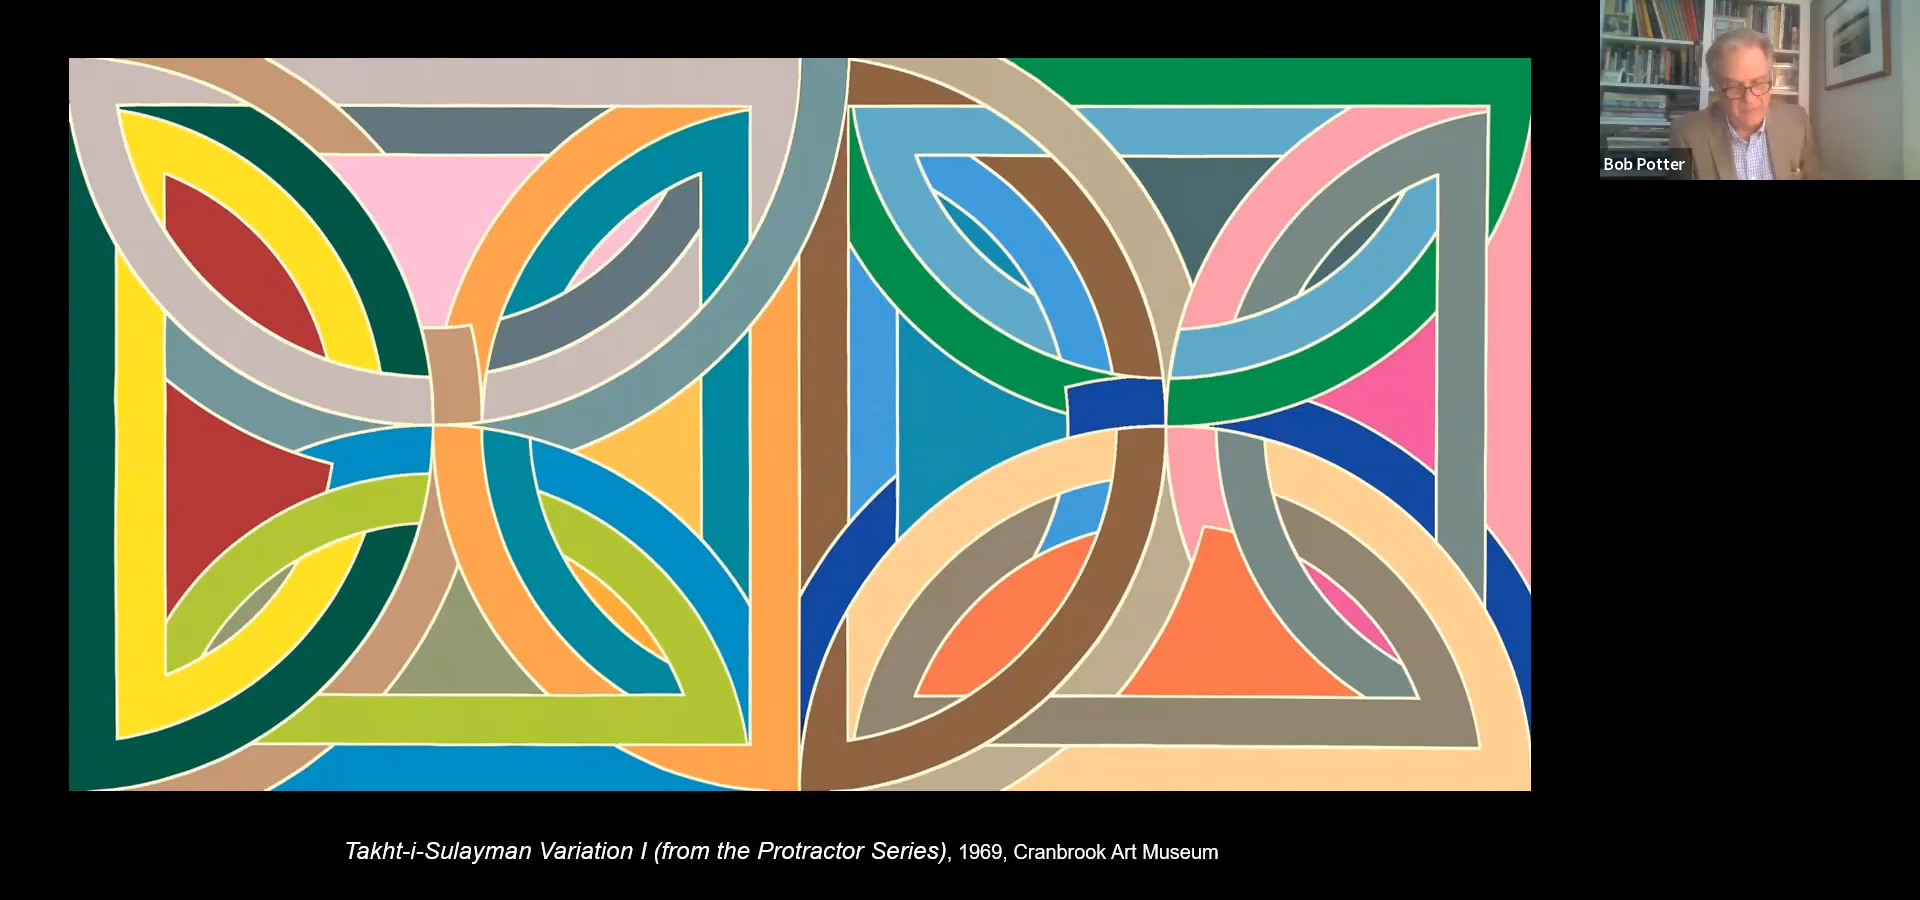 Bob Potter
Takht-i-Sulayman Variation I (from the Protractor Series), 1969, Cranbrook Art Museum